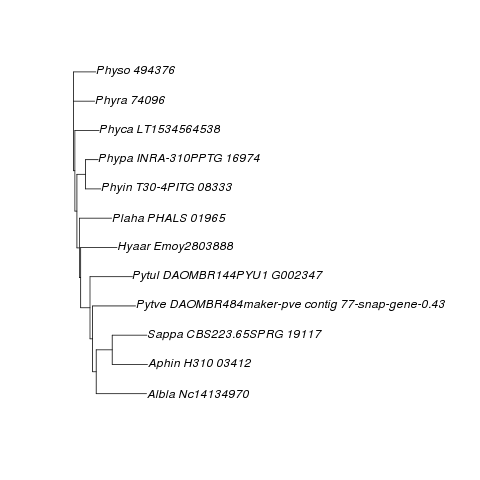 Physo 494376
Phyra 74096
Phyca LT1534564538
Phypa INRA-310PPTG 16974
Phyin T30-4PITG 08333
Plaha PHALS 01965
Hyaar Emoy2803888
Pytul DAOMBR144PYU1 G002347
Pytve DAOMBR484maker-pve contig 77-snap-gene-0.43
Sappa CBS223.65SPRG 19117
Aphin H310 03412
Albla Nc14134970